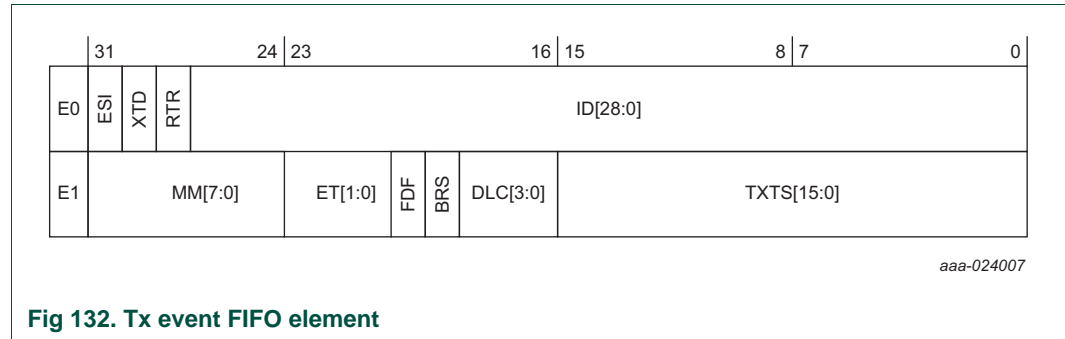 31 24 23 16 15 8 7 0
E0 ESI XTD RTR ID[28:0]
E1 MM[7:0] ET[1:0] FDF BRS DLC[3:0] TXTS[15:0]
aaa-024007
Fig 132. Tx event FIFO element